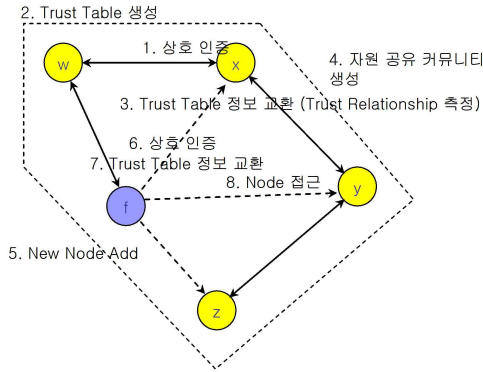 2. Trust Table 생성
1. 상호 인증
w
x
4. 자원 공유 커뮤니티
생성
3. Trust Table 정보 교환 (Trust Relationship 측정)
6. 상호 인증
7. Trust Table 정보 교환
8. Node 접근
y
f
5. New Node Add
z